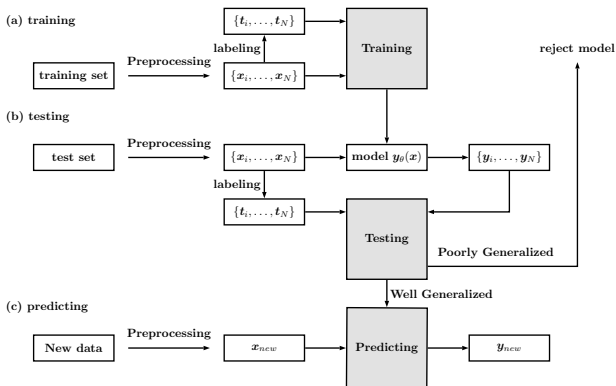 (a) training
{t_i, . . . , t_N}
labeling
Training
reject model
training set
Preprocessing
{x_i, . . . , x_N}
(b) testing
test set
Preprocessing
{x_i, . . . , x_N}
model y_θ(x)
{y_i, . . . , y_N}
labeling
{t_i, . . . , t_N}
Testing
Poorly Generalized
Well Generalized
(c) predicting
New data
Preprocessing
x_new
Predicting
y_new